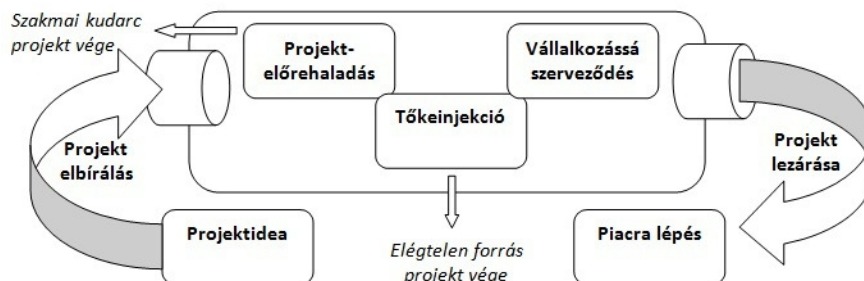 Szakmai kudarc
projekt vége
Projekt-
előrehaladás
Vállalkozássá
szerveződés
Tőkeinjekció
Projekt
elbírálás
Projekt
lezárása
Projektidea
Elégtelen forrás
projekt vége
Piacra lépés